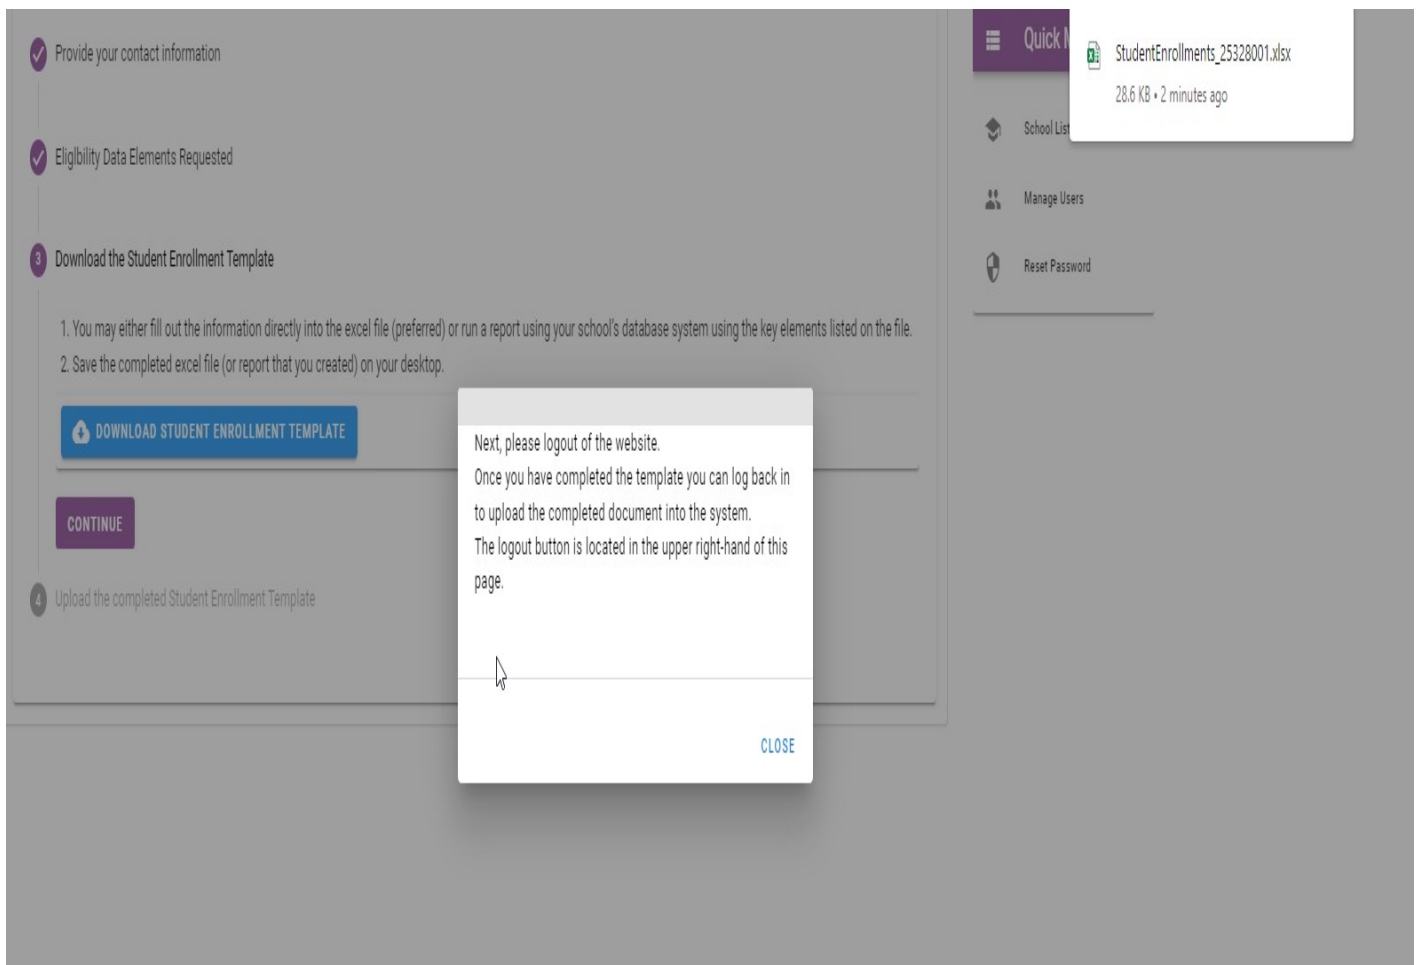 Provide your contact information
Eliglbility Data Elements Requested
3 Download the Student Enrollment Template
1. You may either fill out the information directly into the excel file (preferred) or run a report using your school's database system using the key elements listed on the file.
2. Save the completed excel file (or report that you created) on your desktop.
DOWNLOAD STUDENT ENROLLMENT TEMPLATE
CONTINUE
4 Upload the completed Student Enrollment Template
Next, please logout of the website.
Once you have completed the template you can log back in
to upload the completed document into the system.
The logout button is located in the upper right-hand of this
page.
CLOSE
Quick
StudentEnrollments_25328001.xlsx
28.6 KB • 2 minutes ago
School List
Manage Users
Reset Password